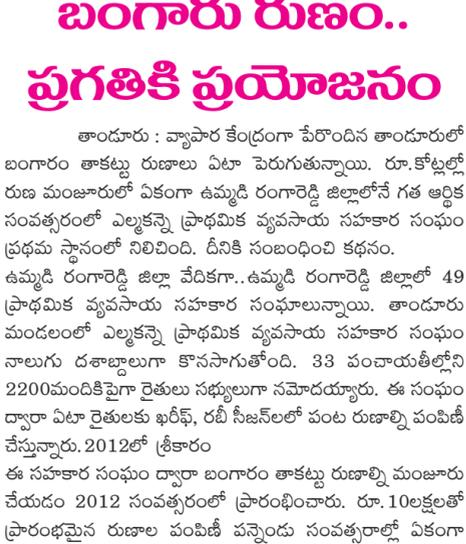 బంగారు రుణం..
ప్రగతికి ప్రయోజనం
తాండూరు : వ్యాపార కేంద్రంగా పేరొందిన తాండూరులో
బంగారం తాకట్టు రుణాలు ఏటా పెరుగుతున్నాయి. రూ.కోట్లల్లో
రుణ మంజూరులో ఏకంగా ఉమ్మడి రంగారెడ్డి జిల్లాలోనే గత ఆర్థిక
సంవత్సరంలో ఎల్మకన్నె ప్రాథమిక వ్యవసాయ సహకార సంఘం
ప్రథమ స్థానంలో నిలిచింది. దీనికి సంబంధించి కథనం.
ఉమ్మడి రంగారెడ్డి జిల్లా వేదికగా..ఉమ్మడి రంగారెడ్డి జిల్లాలో 49
ప్రాథమిక వ్యవసాయ సహకార సంఘాలున్నాయి. తాండూరు
మండలంలో ఎల్మకన్నె ప్రాథమిక వ్యవసాయ సహకార సంఘం
నాలుగు దశాబ్దాలుగా కొనసాగుతోంది. 33 పంచాయతీల్లోని
2200మందికిపైగా రైతులు సభ్యులుగా నమోదయ్యారు. ఈ సంఘం
ద్వారా ఏటా రైతులకు ఖరీఫ్, రబీ సీజన్‌లలో పంట రుణాల్ని పంపిణీ
చేస్తున్నారు.2012లో శ్రీకారం
ఈ సహకార సంఘం ద్వారా బంగారం తాకట్టు రుణాల్ని మంజూరు
చేయడం 2012 సంవత్సరంలో ప్రారంభించారు. రూ.10లక్షలతో
ప్రారంభమైన రుణాల పంపిణీ పన్నెండు సంవత్సరాల్లో ఏకంగా